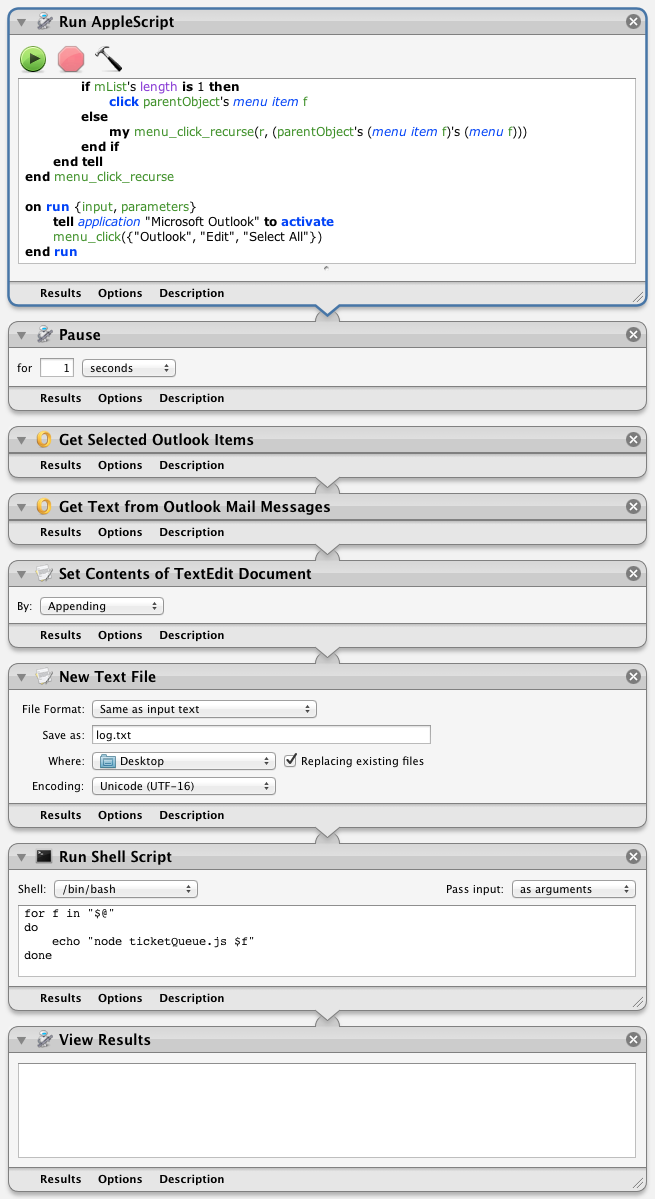 Run AppleScript
if mList's length is 1 then
click parentObject's menu item f
else
my menu_click_recurse(r, (parentObject's (menu item f)'s (menu f)))
end if
end tell
end menu_click_recurse
on run {input, parameters}
tell application "Microsoft Outlook" to activate
menu_click({"Outlook", "Edit", "Select All"})
end run
Results Options Description
Pause
for 1 seconds
Results Options Description
Get Selected Outlook Items
Results Options Description
Get Text from Outlook Mail Messages
Results Options Description
Set Contents of TextEdit Document
By: Appending
Results Options Description
New Text File
File Format: Same as input text
Save as: log.txt
Where: Desktop Replacing existing files
Encoding: Unicode (UTF-16)
Results Options Description
Run Shell Script
Shell: /bin/bash Pass input: as arguments
for f in "$@"
do
echo "node ticketQueue.js $f"
done
Results Options Description
View Results
Results Options Description